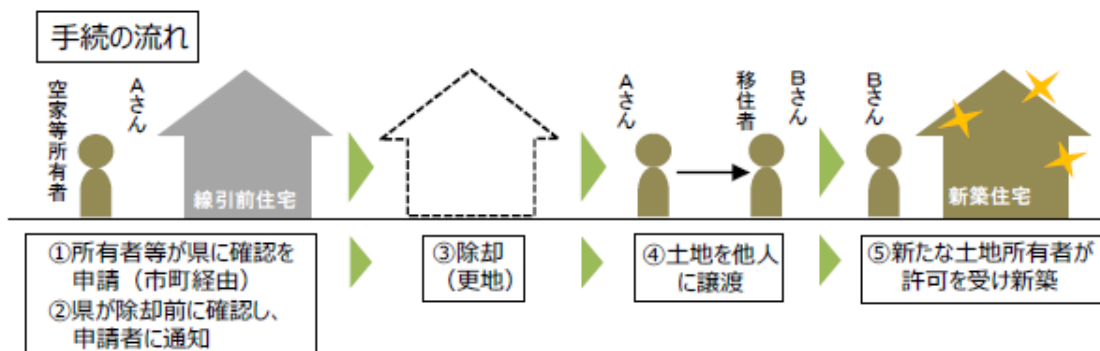 手続の流れ
空家等所有者
Aさん
線引前住宅
Aさん
移住者
Bさん
Bさん
新築住宅
①所有者等が県に確認を
申請（市町経由）
②県が除却前に確認し、
申請者に通知
③除却
（更地）
④土地を他人
に譲渡
⑤新たな土地所有者が
許可を受け新築